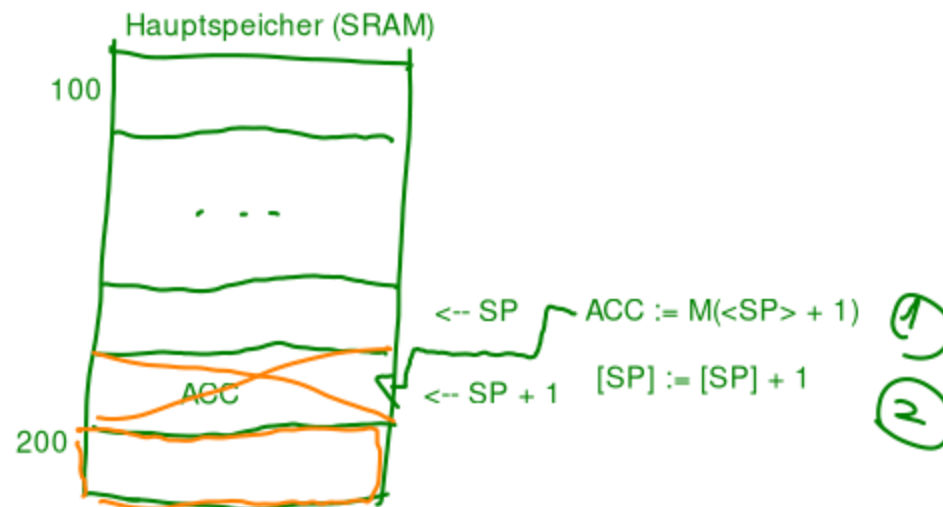 Hauptspeicher (SRAM)
100
. . .
<-- SP
ACC := M(<SP> + 1)
1
ACC
<-- SP + 1
[SP] := [SP] + 1
2
200